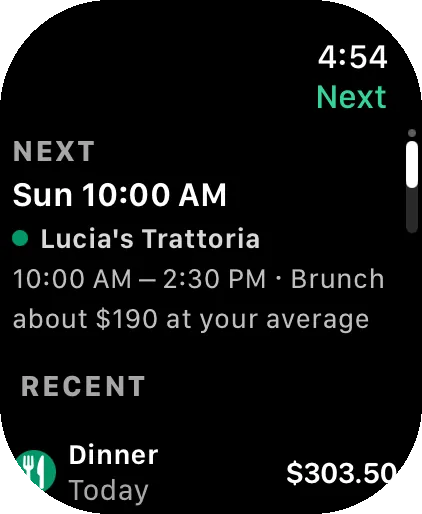 4:54
Next
NEXT
Sun 10:00 AM
Lucia's Trattoria
10:00 AM – 2:30 PM · Brunch
about $190 at your average
RECENT
Dinner
$303.50
Today